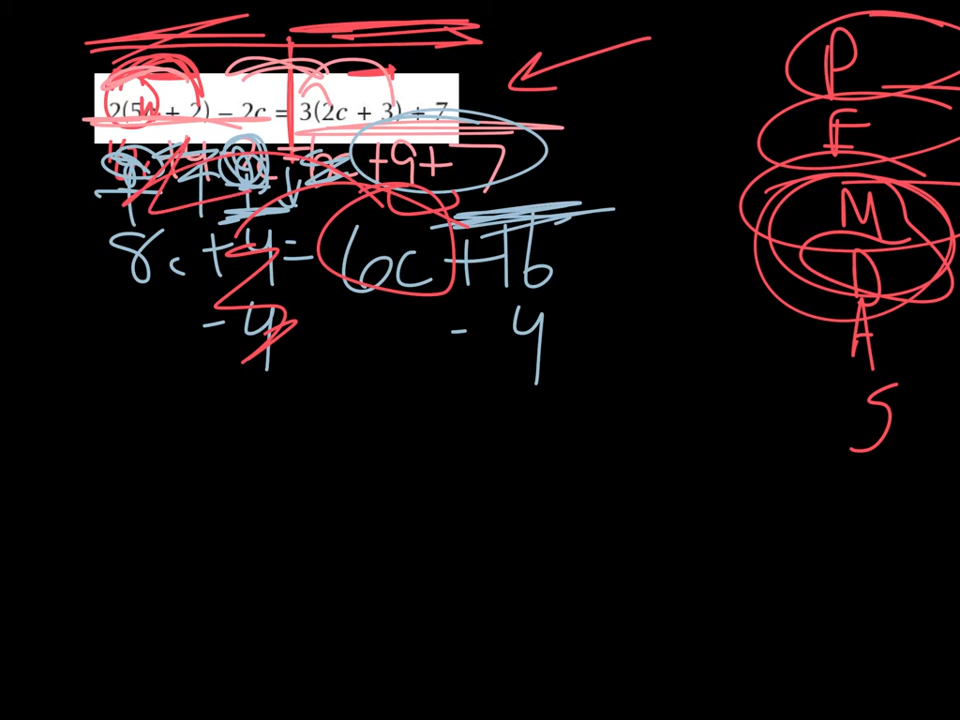 2(5c + 2) − 2c = 3(2c + 3) + 7
+9+7
8c +4= 6c +16
-4 - 4
P
E
M
D
A
S